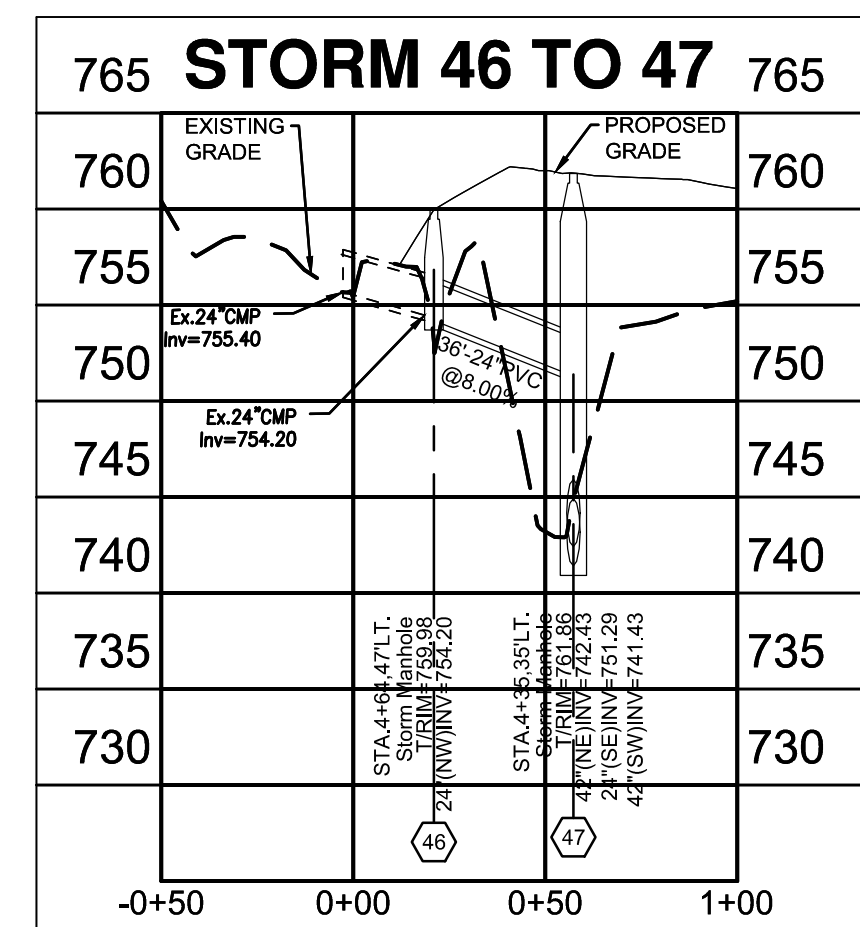 STORM 46 TO 47
765
765
EXISTING
GRADE
PROPOSED
GRADE
760
760
755
755
Ex.24"CMP
Inv=755.40
750
750
36'-24"PVC
@8.00%
Ex.24"CMP
Inv=754.20
745
745
740
740
735
735
730
730
STA.4+64,47'LT.
Storm Manhole
T/RIM=759.98
24"(NW)INV=754.20
STA.4+35,35'LT.
Storm Manhole
T/RIM=761.86
42"(NE)INV=742.43
24"(SE)INV=751.29
42"(SW)INV=741.43
46
47
-0+50
0+00
0+50
1+00